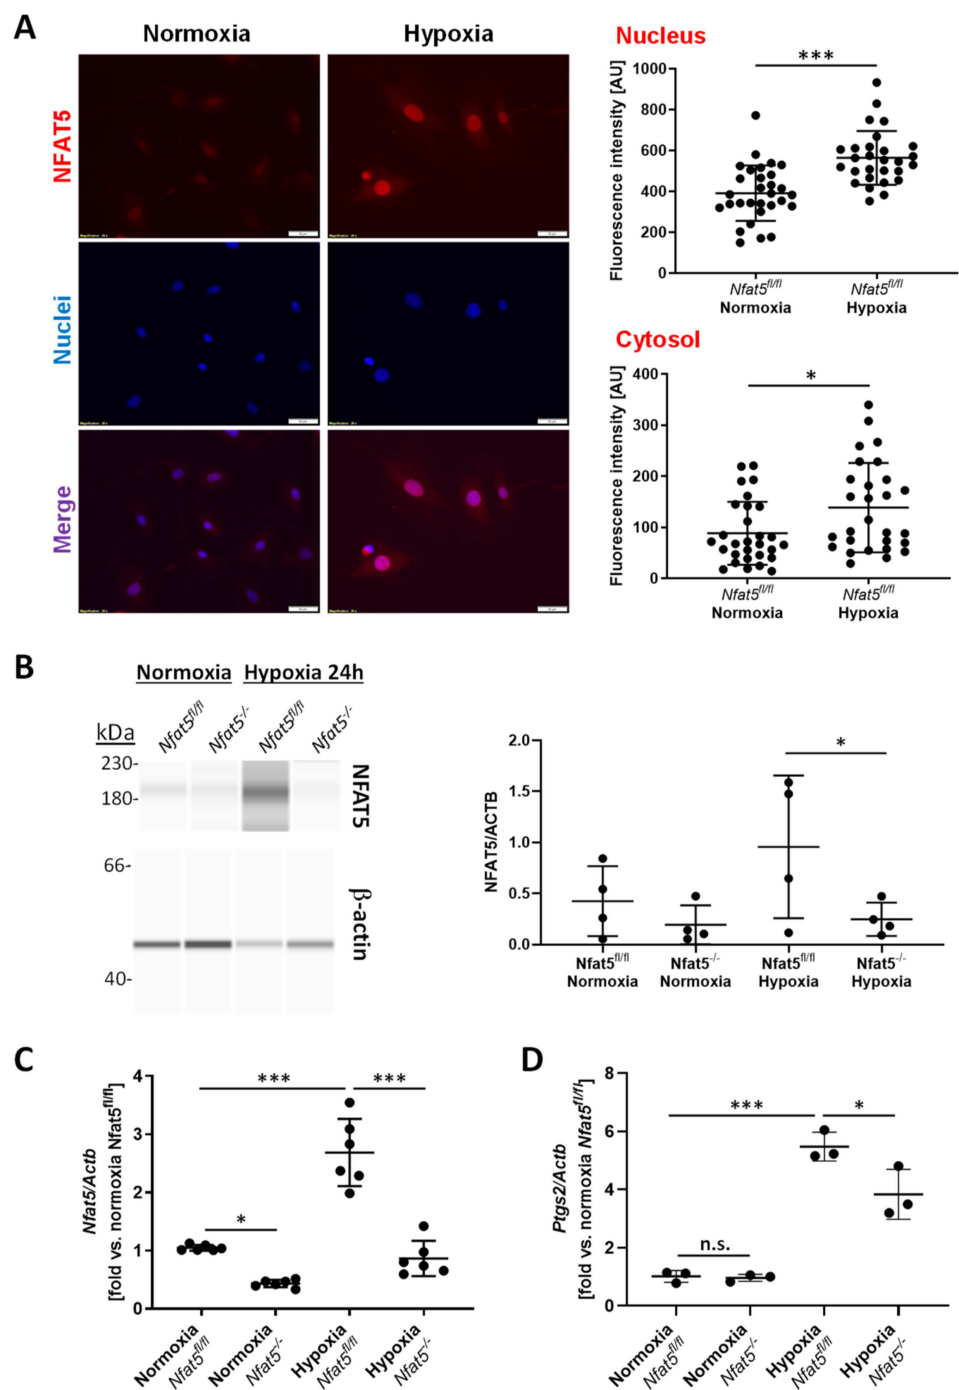 A
Normoxia
Hypoxia
NFAT5
Nuclei
Merge
Nucleus
***
Fluorescence intensity [AU]
1000
800
600
400
200
0
Nfat5fl/fl
Normoxia
Nfat5fl/fl
Hypoxia
Cytosol
*
Fluorescence intensity [AU]
400
300
200
100
0
Nfat5fl/fl
Normoxia
Nfat5fl/fl
Hypoxia
B
Normoxia
Hypoxia 24h
kDa
Nfat5fl/fl
Nfat5-/-
Nfat5fl/fl
Nfat5-/-
230-
180-
NFAT5
66-
40-
β-actin
NFAT5/ACTB
2.0
1.5
1.0
0.5
0.0
*
Nfat5fl/fl
Normoxia
Nfat5-/-
Normoxia
Nfat5fl/fl
Hypoxia
Nfat5-/-
Hypoxia
C
Nfat5/Actb
[fold vs. normoxia Nfat5fl/fl]
4
3
2
1
0
***
***
*
Normoxia
Nfat5fl/fl
Normoxia
Nfat5-/-
Hypoxia
Nfat5fl/fl
Hypoxia
Nfat5-/-
D
Ptgs2/Actb
[fold vs. normoxia Nfat5fl/fl]
8
6
4
2
0
***
*
n.s.
Normoxia
Nfat5fl/fl
Normoxia
Nfat5-/-
Hypoxia
Nfat5fl/fl
Hypoxia
Nfat5-/-